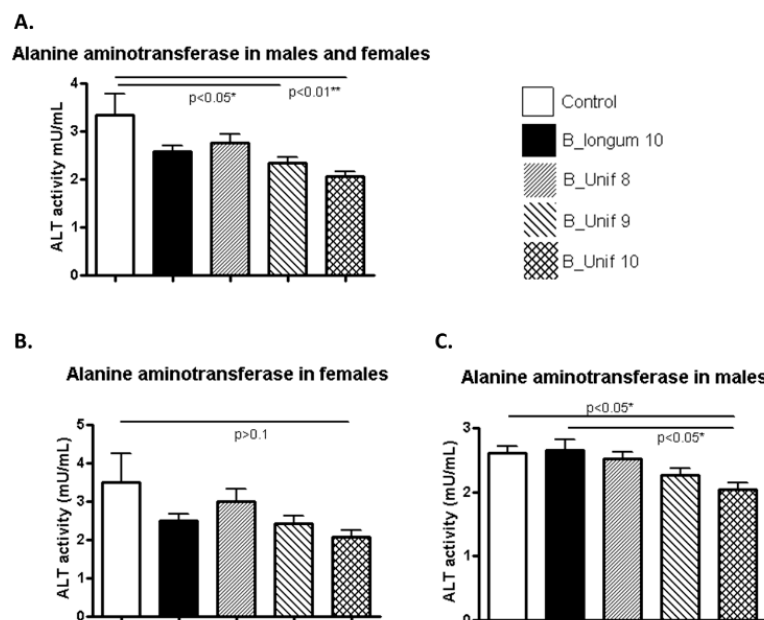 A.
Alanine aminotransferase in males and females
ALT activity mU/mL
4
3
2
1
0
p<0.05*
p<0.01**
Control
B_longum 10
B_Unif 8
B_Unif 9
B_Unif 10
B.
Alanine aminotransferase in females
ALT activity (mU/mL)
5
4
3
2
1
0
p>0.1
C.
Alanine aminotransferase in males
ALT activity (mU/mL)
3
2
1
0
p<0.05*
p<0.05*